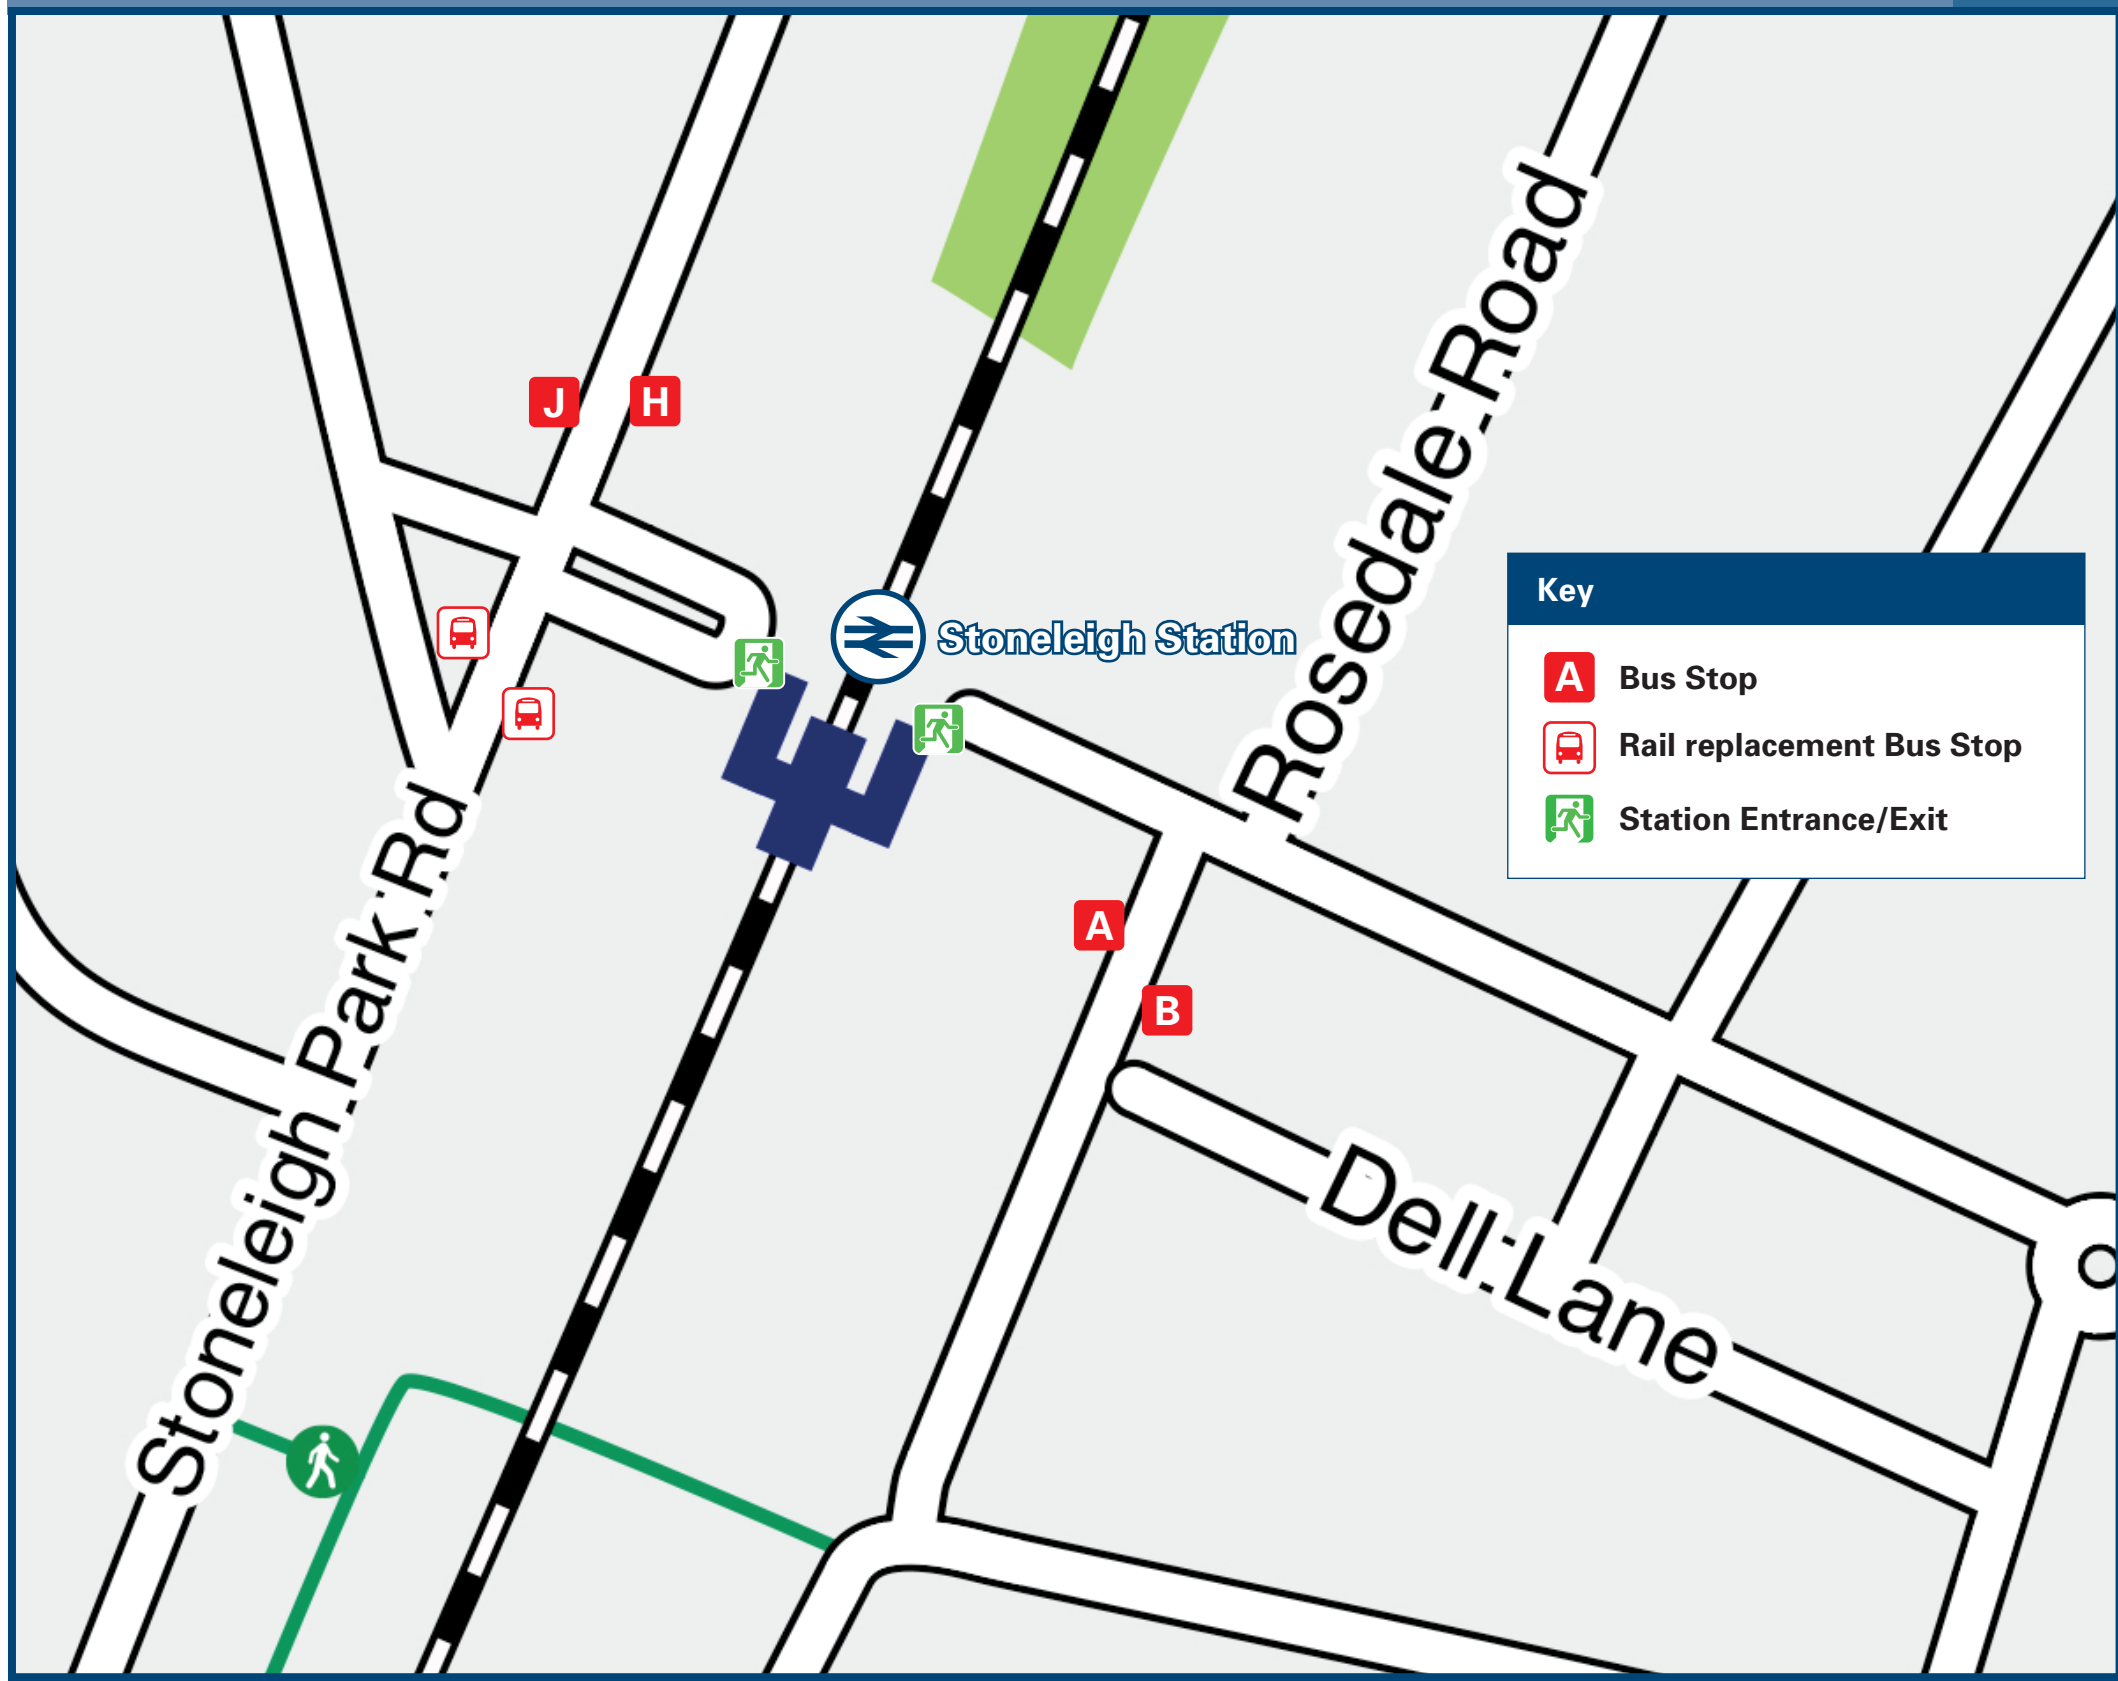 J
H
Rosedale Road
Stoneleigh Station
Key
A Bus Stop
Rail replacement Bus Stop
Station Entrance/Exit
Stoneleigh Park Rd
A
B
Dell Lane